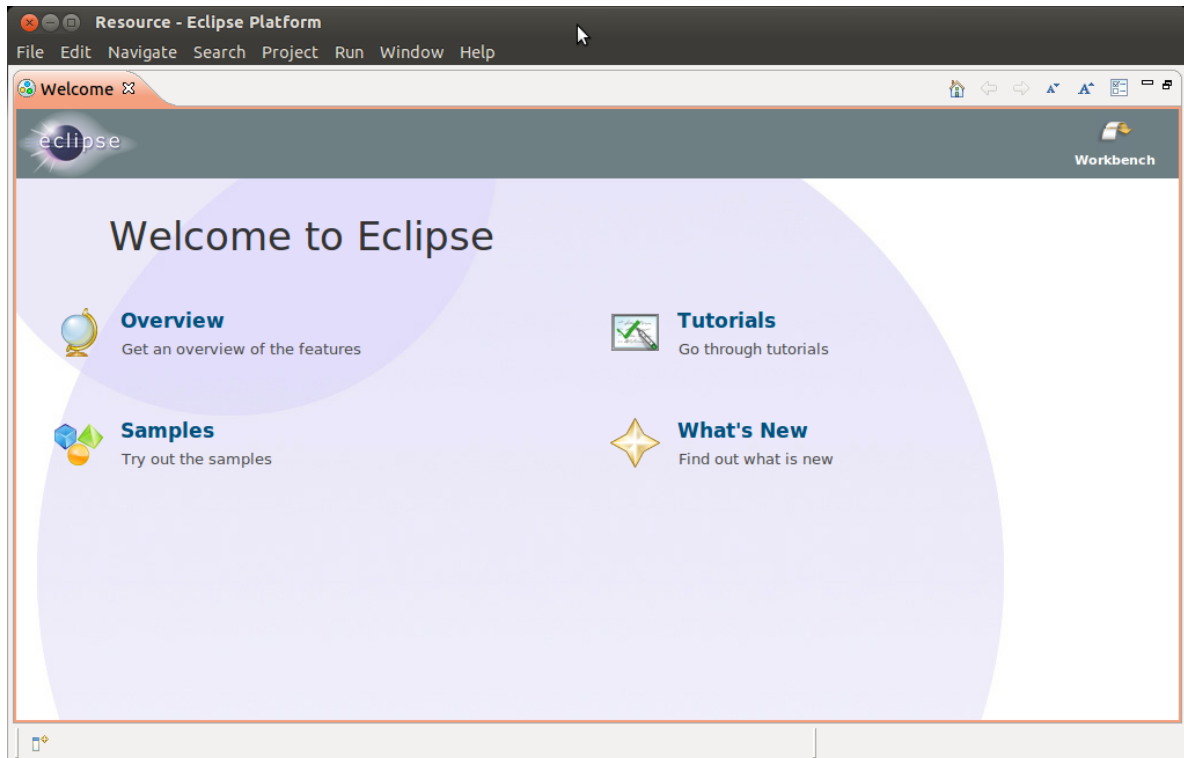 Resource - Eclipse Platform
File Edit Navigate Search Project Run Window Help
Welcome
eclipse
Workbench
Welcome to Eclipse
Overview
Get an overview of the features
Tutorials
Go through tutorials
Samples
Try out the samples
What's New
Find out what is new